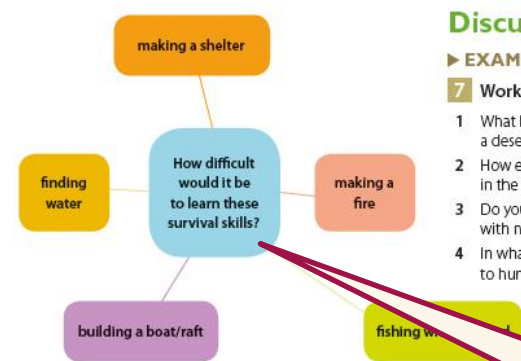 making a shelter
finding
water
How difficult
would it be
to learn these
survival skills?
making a
fire
building a boat/raft
fishing
Discu
▶ EXAM
7 Work
1 What
a dese
2 How e
in the
3 Do you
with n
4 In wha
to hun